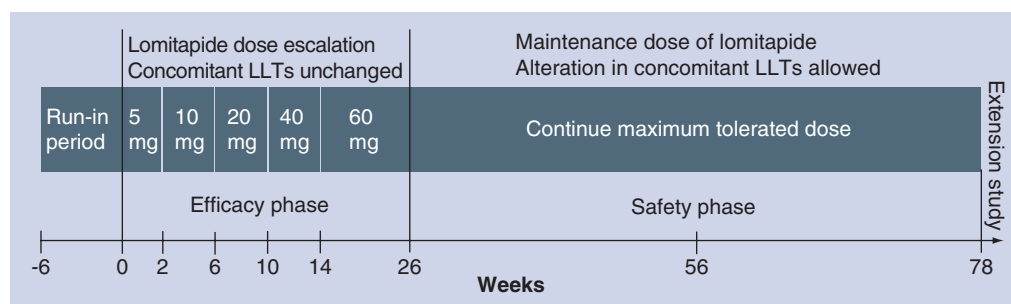 Lomitapide dose escalation
Concomitant LLTs unchanged
Maintenance dose of lomitapide
Alteration in concomitant LLTs allowed
Run-in
period
5
mg
10
mg
20
mg
40
mg
60
mg
Continue maximum tolerated dose
Extension study
Efficacy phase
Safety phase
-6 0 2 6 10 14 26 56 78
Weeks